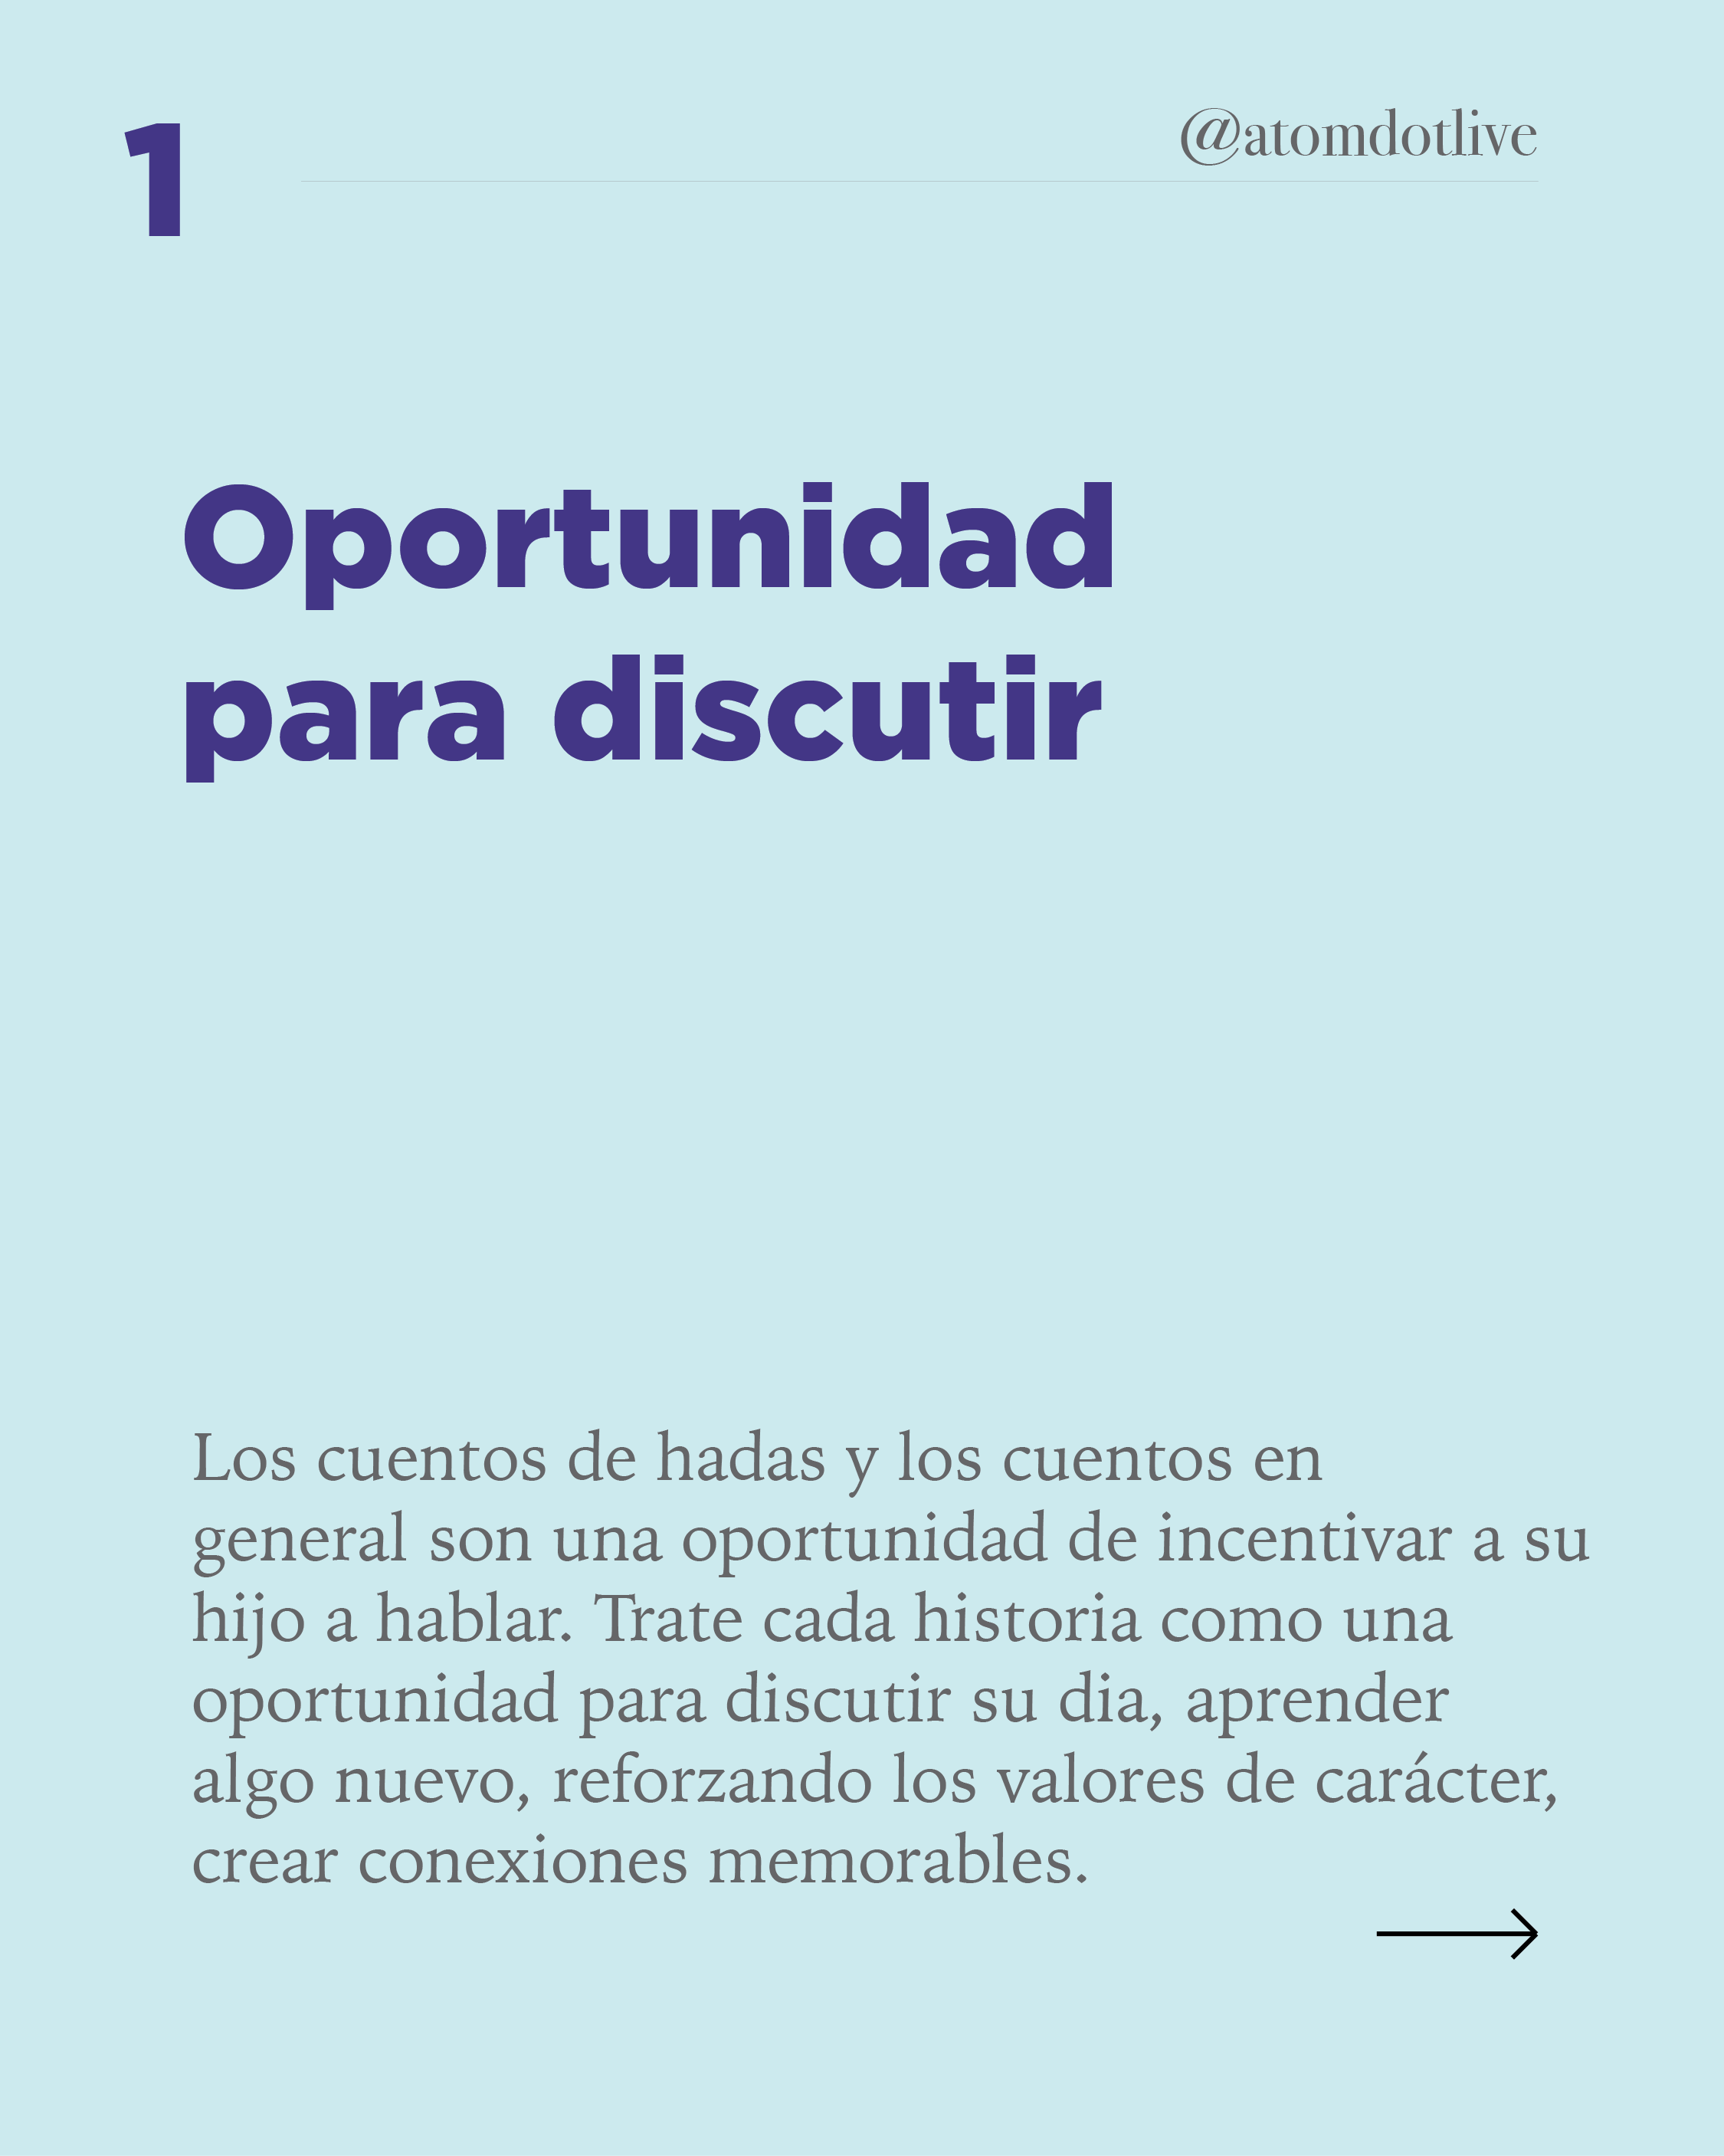 1
@atomdotlive
Oportunidad
para discutir
Los cuentos de hadas y los cuentos en
general son una oportunidad de incentivar a su
hijo a hablar. Trate cada historia como una
oportunidad para discutir su dia, aprender
algo nuevo, reforzando los valores de carácter,
crear conexiones memorables.